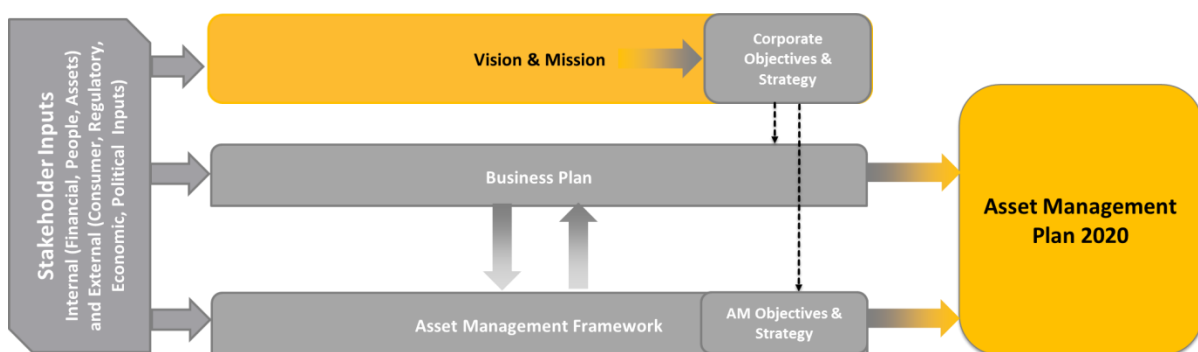 Stakeholder Inputs
Internal (Financial, People, Assets)
and External (Consumer, Regulatory,
Economic, Political Inputs)
Vision & Mission
Corporate
Objectives &
Strategy
Business Plan
Asset Management Framework
AM Objectives &
Strategy
Asset Management
Plan 2020